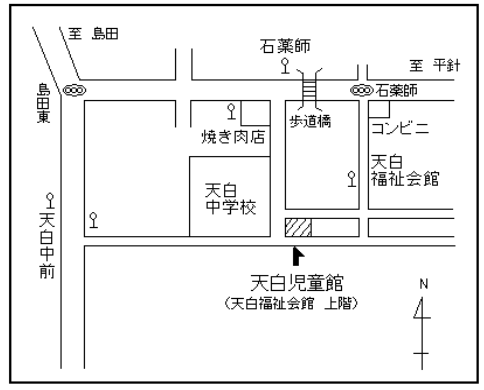 至 島田
石薬師
至 平針
島田東
石薬師
歩道橋
焼き肉店
コンビニ
天白
福祉会館
天白
中学校
天白中前
天白児童館
(天白福祉会館 上階)
N